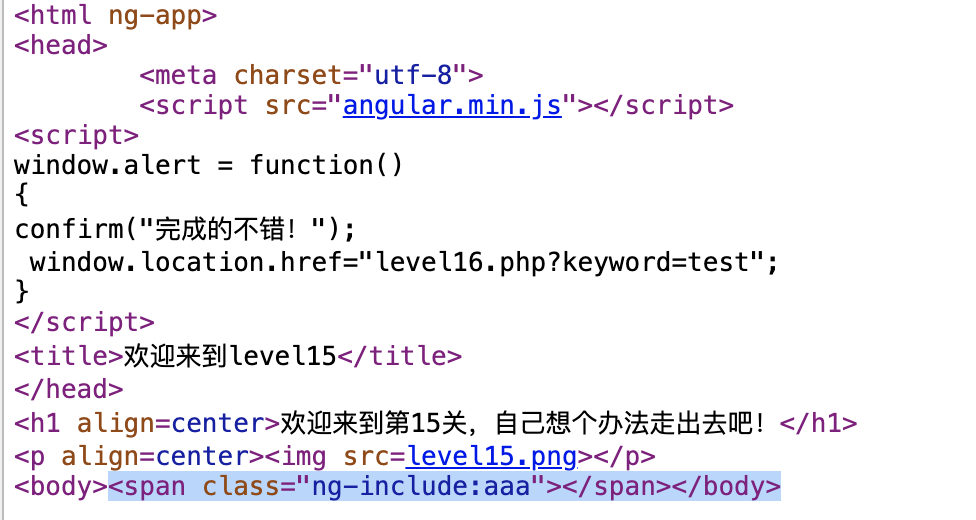 <html ng-app>
<head>
        <meta charset="utf-8">
        <script src="angular.min.js"></script>
<script>
window.alert = function()
{
confirm("完成的不错！");
 window.location.href="level16.php?keyword=test";
}
</script>
<title>欢迎来到level15</title>
</head>
<h1 align=center>欢迎来到第15关，自己想个办法走出去吧！</h1>
<p align=center><img src=level15.png></p>
<body><span class="ng-include:aaa"></span></body>